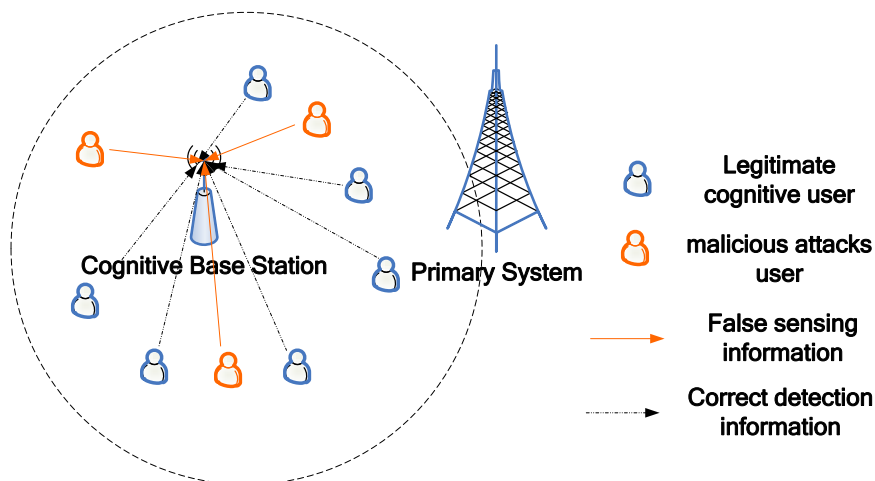 Cognitive Base Station
Primary System
Legitimate
cognitive user
malicious attacks
user
False sensing
information
Correct detection
information